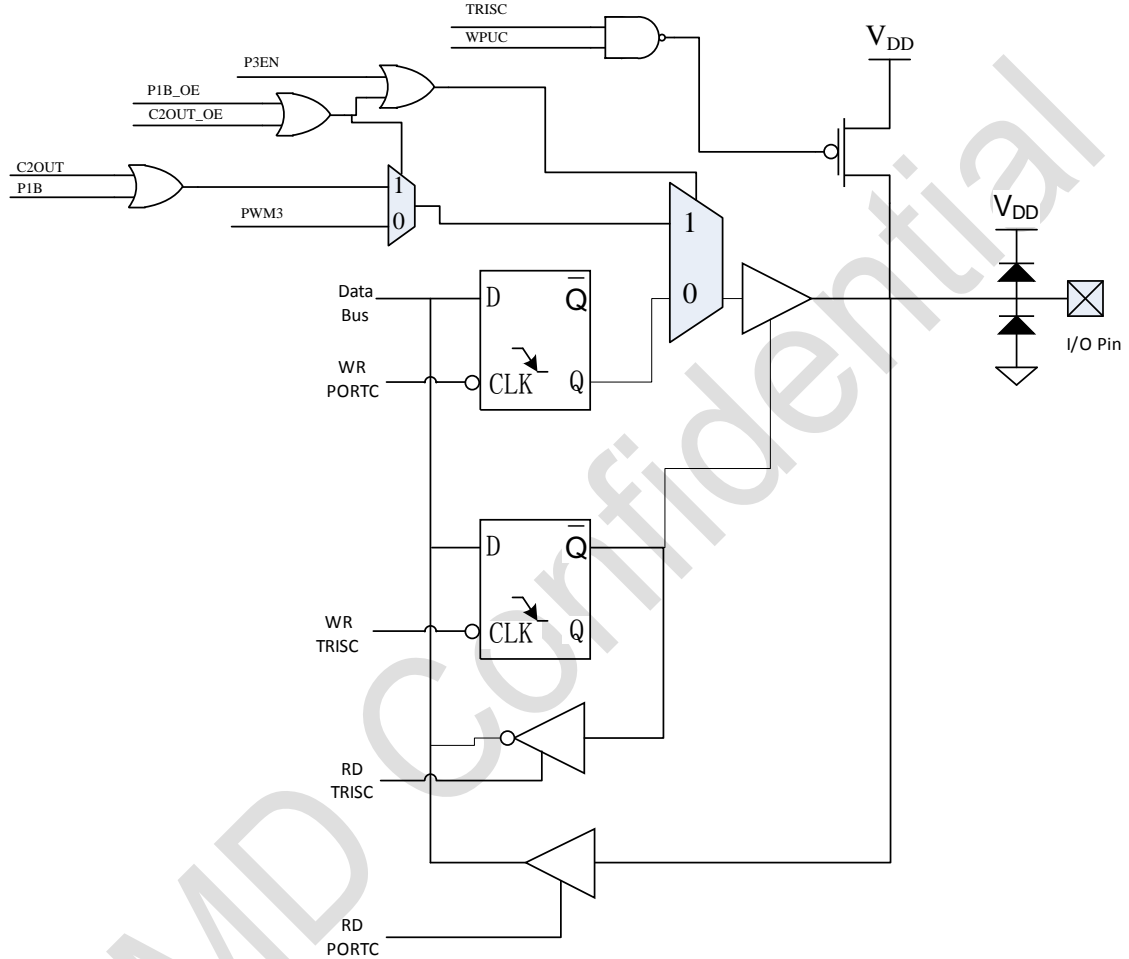 TRISC
WPUC
VDD
P3EN
P1B_OE
C2OUT_OE
C2OUT
P1B
PWM3
1
0
1
0
VDD
I/O Pin
Data
Bus
D
Q
WR
PORTC
CLK
Q
D
Q
WR
TRISC
CLK
Q
RD
TRISC
RD
PORTC
MD Confidential